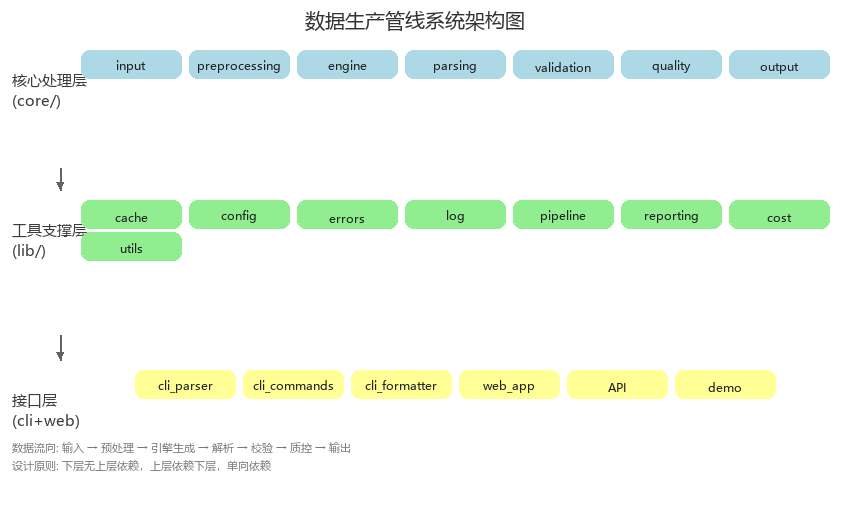 数据生产管线系统架构图
input preprocessing engine parsing validation quality output
核心处理层
(core/)
cache config errors log pipeline reporting cost
工具支撑层
utils
(lib/)
cli_parser cli_commands cli_formatter web_app API demo
接口层
(cli+web)
数据流向: 输入 → 预处理 → 引擎生成 → 解析 → 校验 → 质控 → 输出
设计原则: 下层无上层依赖，上层依赖下层，单向依赖